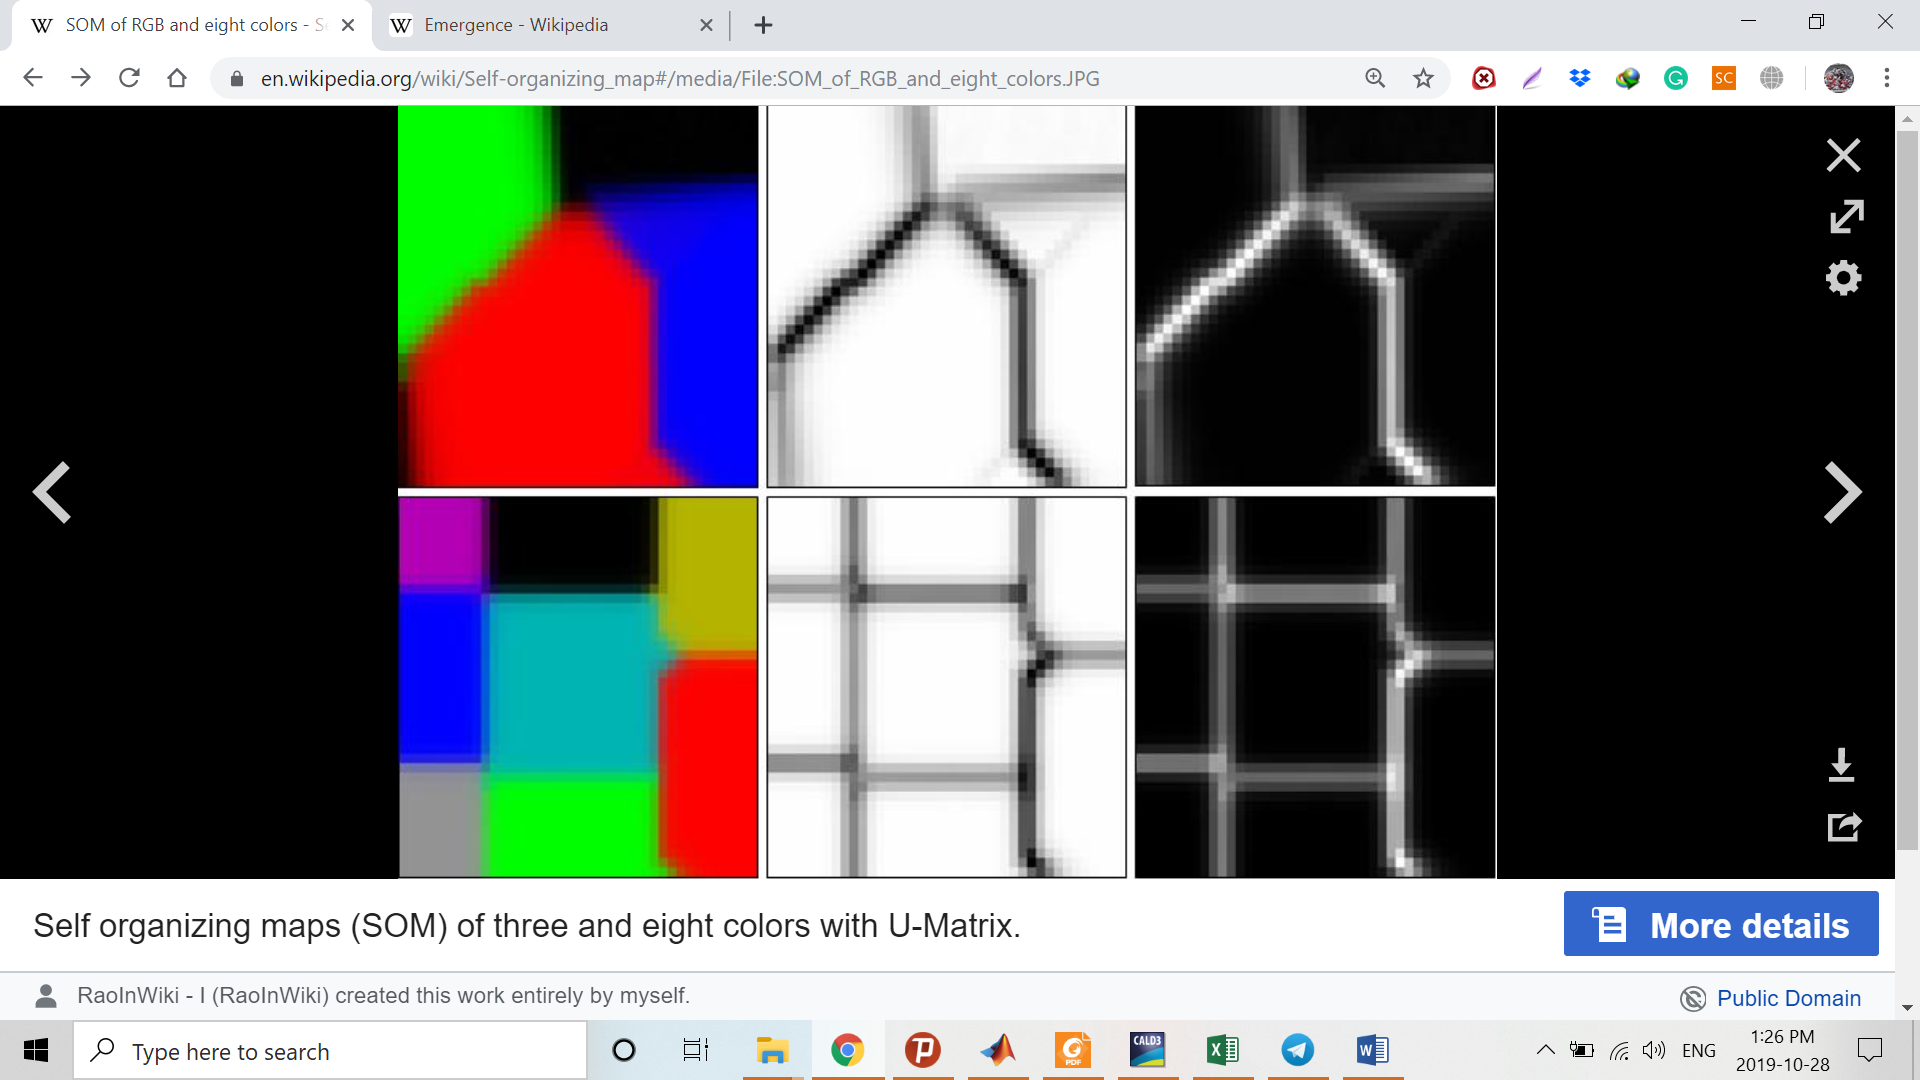 SOM of RGB and eight colors - S
Emergence - Wikipedia
en.wikipedia.org/wiki/Self-organizing_map#/media/File:SOM_of_RGB_and_eight_colors.JPG
SC
Self organizing maps (SOM) of three and eight colors with U-Matrix.
More details
RaoInWiki - I (RaoInWiki) created this work entirely by myself.
Public Domain
Type here to search
PDF
CALD3
ENG
1:26 PM
2019-10-28